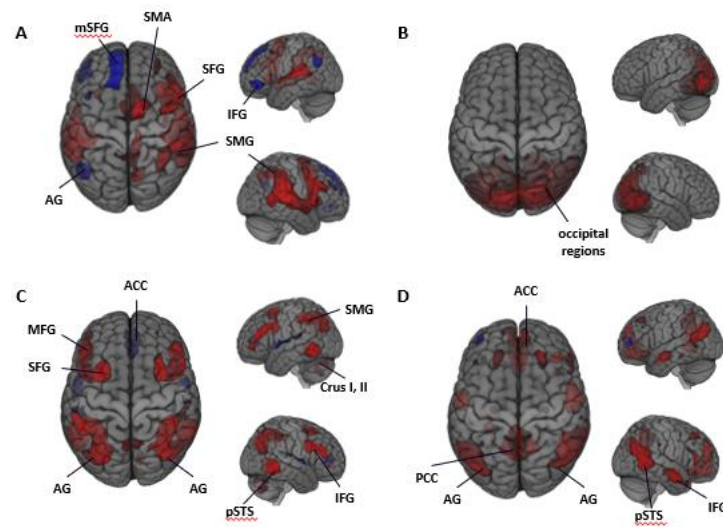 A
mSFG
SMA
SFG
IFG
SMG
AG
B
occipital
regions
C
ACC
MFG
SFG
SMG
Crus I, II
AG
AG
pSTS
IFG
D
ACC
PCC
AG
AG
pSTS
IFG